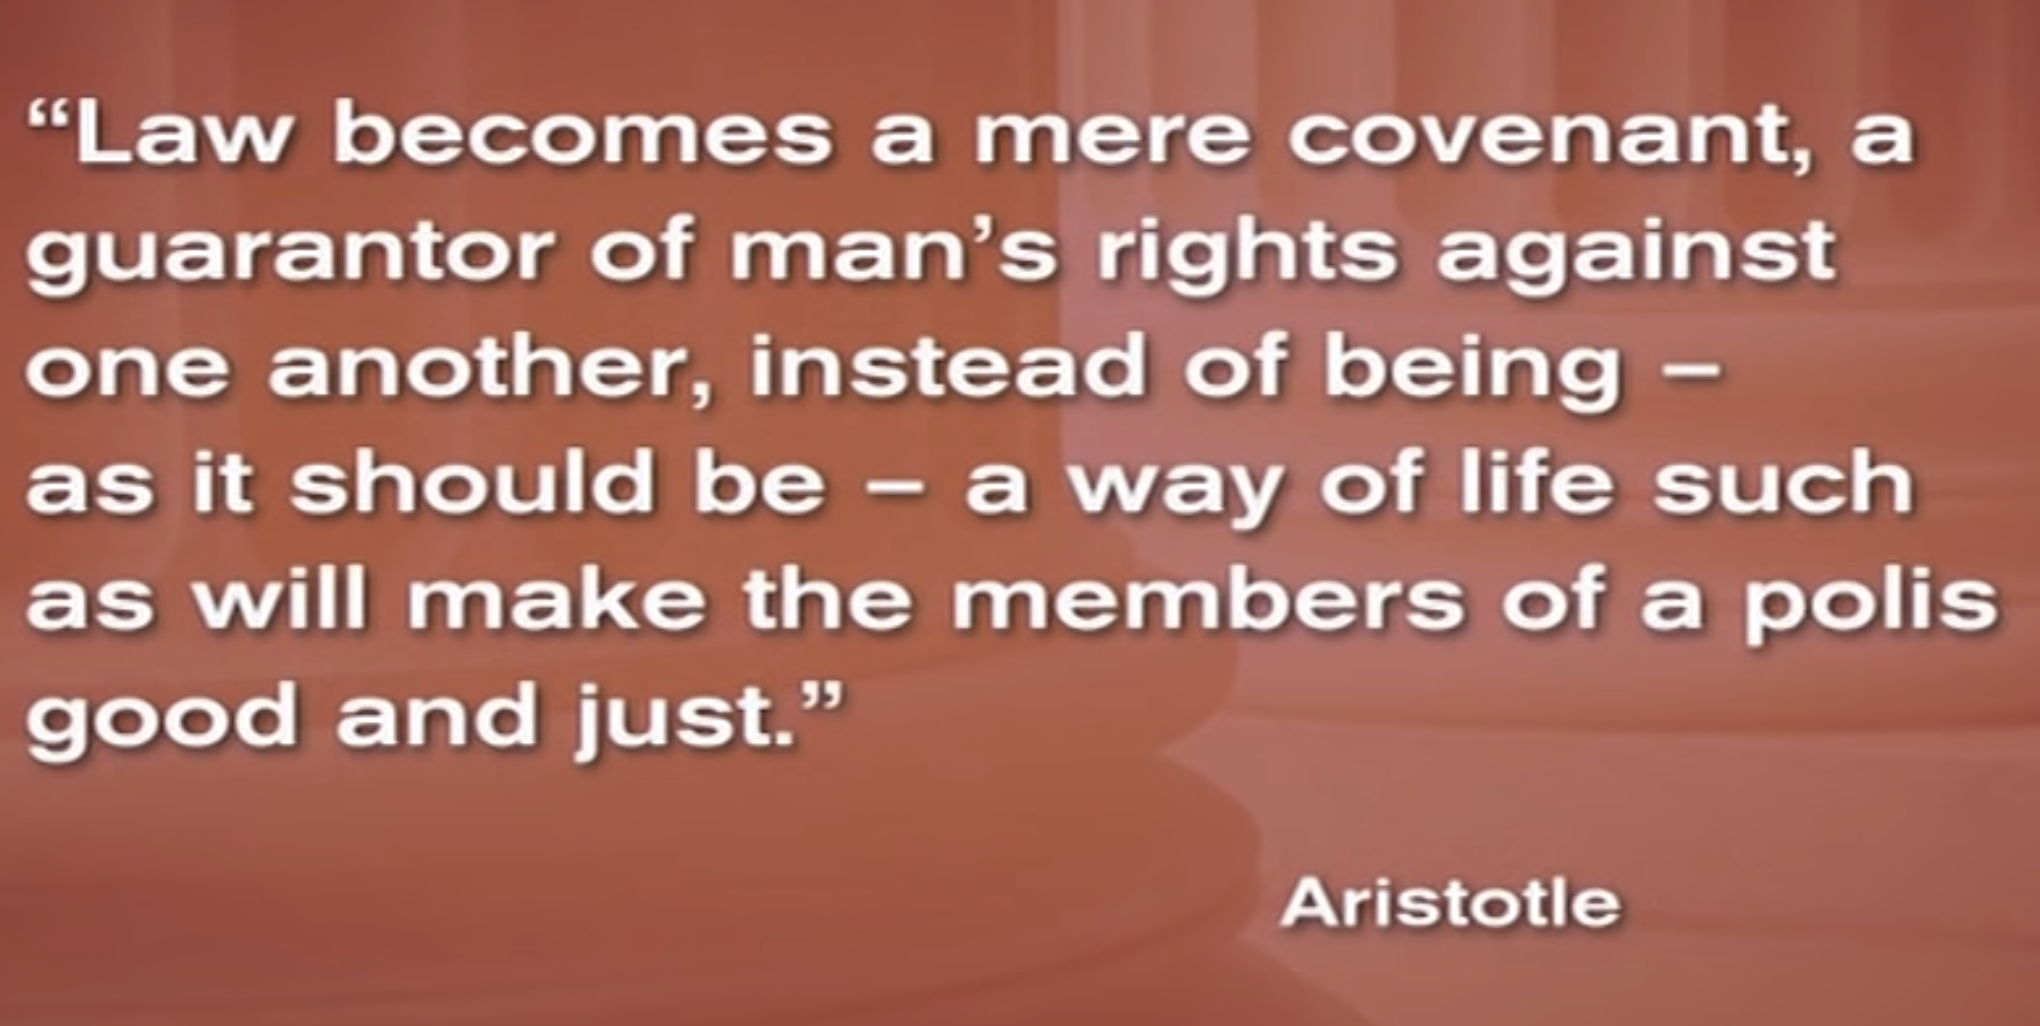 “Law becomes a mere covenant, a
guarantor of man’s rights against
one another, instead of being –
as it should be – a way of life such
as will make the members of a polis
good and just.”
Aristotle